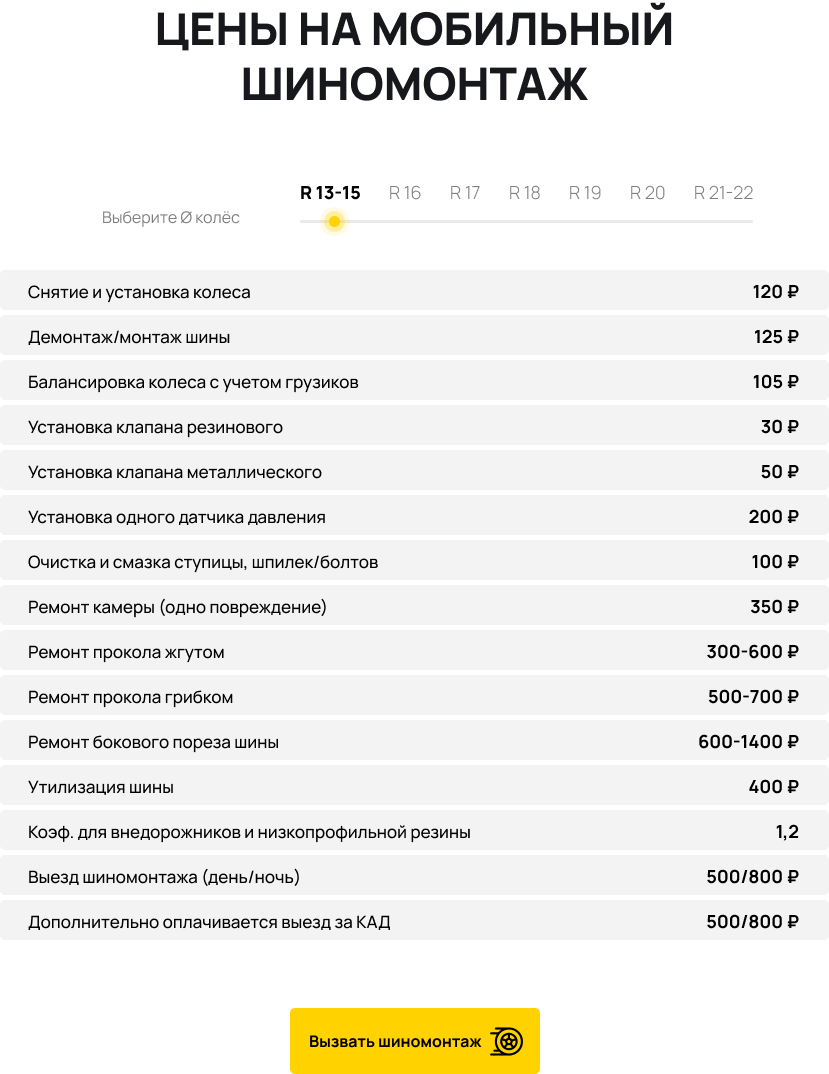 ЦЕНЫ НА МОБИЛЬНЫЙ
ШИНОМОНТАЖ
R 13-15 R 16 R 17 R 18 R 19 R 20 R 21-22
Выберите Ø колёс
Снятие и установка колеса 120 ₽
Демонтаж/монтаж шины 125 ₽
Балансировка колеса с учетом грузиков 105 ₽
Установка клапана резинового 30 ₽
Установка клапана металлического 50 ₽
Установка одного датчика давления 200 ₽
Очистка и смазка ступицы, шпилек/болтов 100 ₽
Ремонт камеры (одно повреждение) 350 ₽
Ремонт прокола жгутом 300-600 ₽
Ремонт прокола грибком 500-700 ₽
Ремонт бокового пореза шины 600-1400 ₽
Утилизация шины 400 ₽
Коэф. для внедорожников и низкопрофильной резины 1,2
Выезд шиномонтажа (день/ночь) 500/800 ₽
Дополнительно оплачивается выезд за КАД 500/800 ₽
Вызвать шиномонтаж